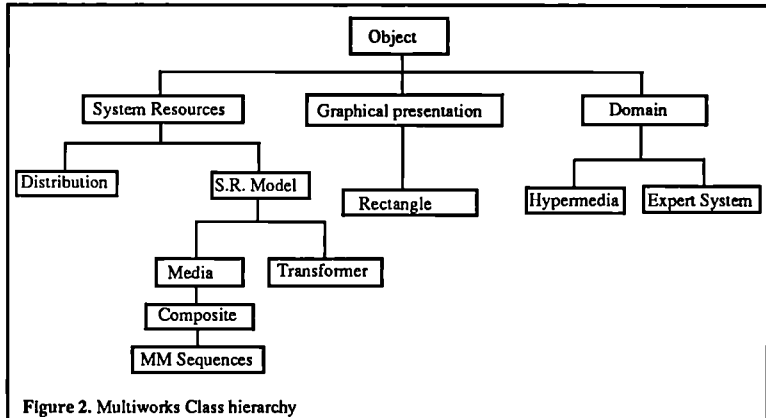 Object
System Resources
Graphical presentation
Domain
Distribution
S.R. Model
Rectangle
Hypermedia
Expert System
Media
Transformer
Composite
MM Sequences
Figure 2. Multiworks Class hierarchy